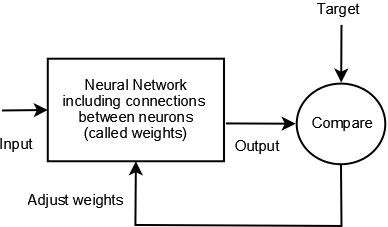 Target
Neural Network
including connections
between neurons
(called weights)
Compare
Input
Output
Adjust weights